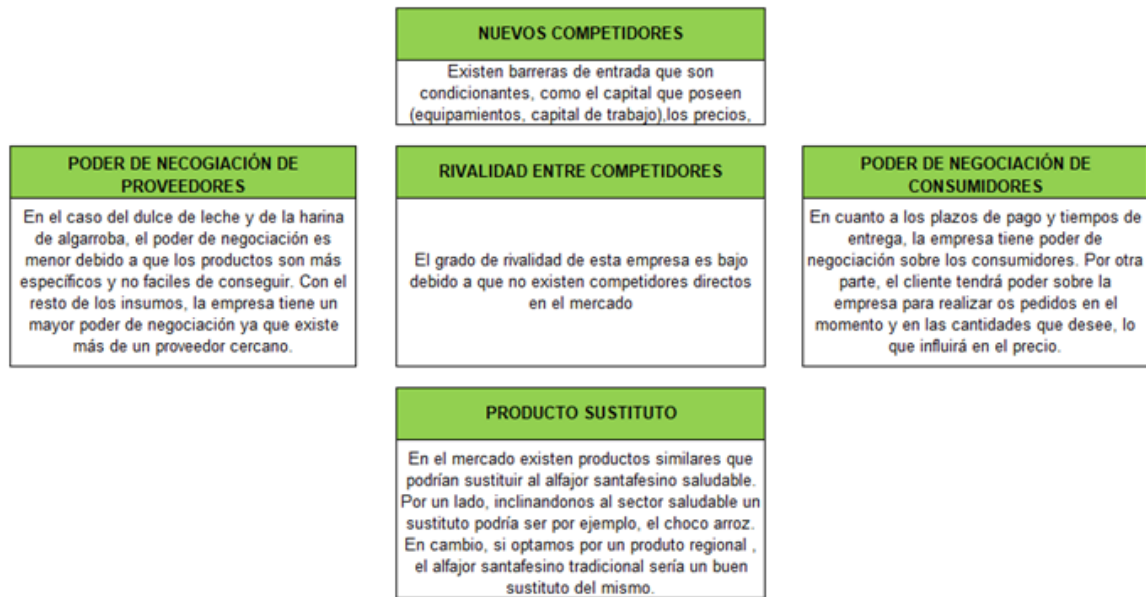 NUEVOS COMPETIDORES
Existen barreras de entrada que son
condicionantes, como el capital que poseen
(equipamientos, capital de trabajo),los precios,
PODER DE NECOGIACIÓN DE
PROVEEDORES
En el caso del dulce de leche y de la harina
de algarroba, el poder de negociación es
menor debido a que los productos son más
específicos y no faciles de conseguir. Con el
resto de los insumos, la empresa tiene un
mayor poder de negociación ya que existe
más de un proveedor cercano.
RIVALIDAD ENTRE COMPETIDORES
El grado de rivalidad de esta empresa es bajo
debido a que no existen competidores directos
en el mercado
PODER DE NEGOCIACIÓN DE
CONSUMIDORES
En cuanto a los plazos de pago y tiempos de
entrega, la empresa tiene poder de
negociación sobre los consumidores. Por otra
parte, el cliente tendrá poder sobre la
empresa para realizar os pedidos en el
momento y en las cantidades que desee, lo
que influirá en el precio.
PRODUCTO SUSTITUTO
En el mercado existen productos similares que
podrían sustituir al alfajor santafesino saludable.
Por un lado, inclinandonos al sector saludable un
sustituto podría ser por ejemplo, el choco arroz.
En cambio, si optamos por un produto regional ,
el alfajor santafesino tradicional sería un buen
sustituto del mismo.